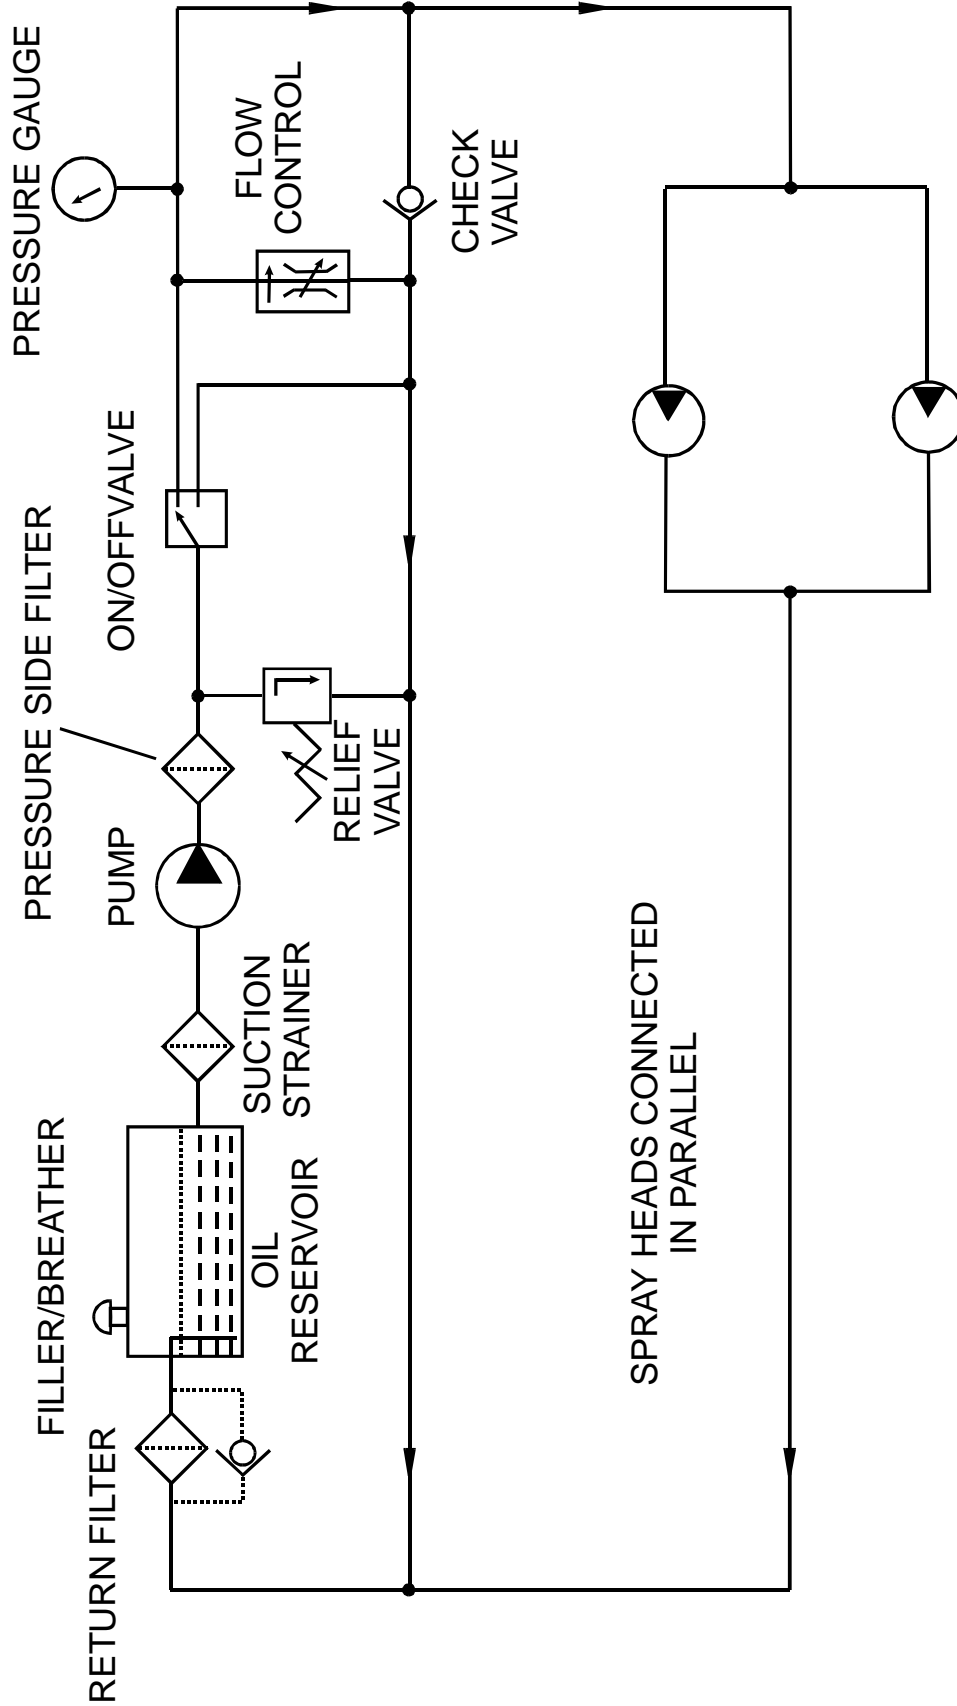 PRESSURE GAUGE
FLOW
CONTROL
CHECK
VALVE
ON/OFFVALVE
PRESSURE SIDE FILTER
RELIEF
VALVE
PUMP
SUCTION
STRAINER
FILLER/BREATHER
OIL
RESERVOIR
RETURN FILTER
SPRAY HEADS CONNECTED
IN PARALLEL